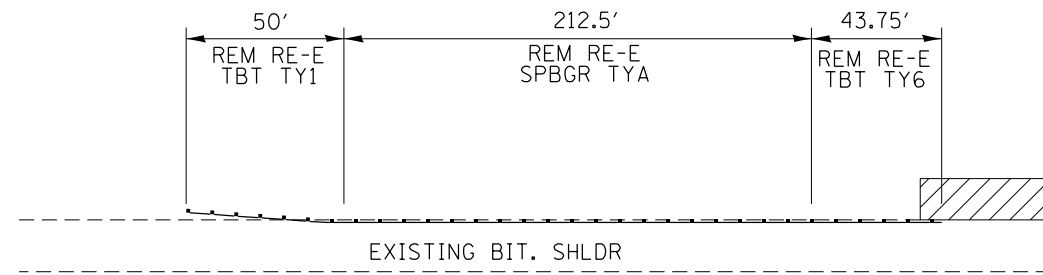 50'
212.5'
43.75'
REM RE-E
TBT TY1
REM RE-E
SPBGR TYA
REM RE-E
TBT TY6
EXISTING BIT. SHLDR